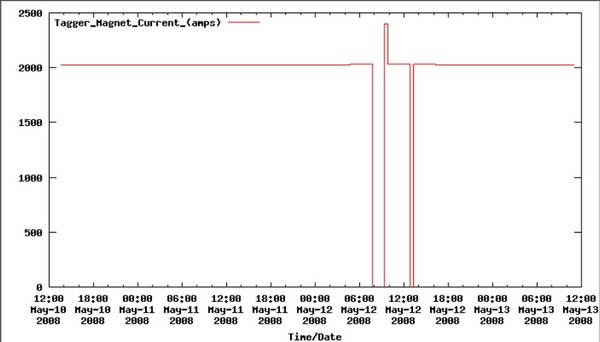 2500
Tagger_Magnet_Current_(amps)
2000
1500
1000
500
0
12:00 18:00 00:00 06:00 12:00 18:00 00:00 06:00 12:00 18:00 00:00 06:00 12:00
May-10 May-10 May-11 May-11 May-11 May-11 May-12 May-12 May-12 May-12 May-13 May-13 May-13
2008 2008 2008 2008 2008 2008 2008 2008 2008 2008 2008 2008 2008
Time/Date